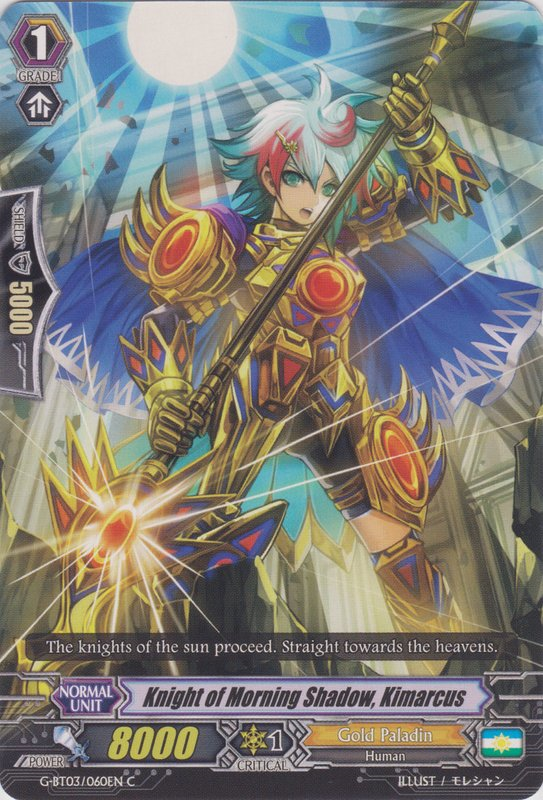 1
GRADE
SHIELD
5000
The knights of the sun proceed. Straight towards the heavens.
NORMAL
UNIT
Knight of Morning Shadow, Kimarcus
POWER
8000
1
CRITICAL
Gold Paladin
Human
G-BT03/060EN C
ILLUST / モレシャン